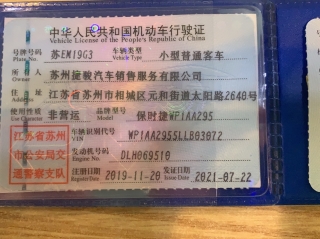 中华人民共和国机动车行驶证
Vehicle License of the People's Republic of China
号牌号码 Plate No. 苏EM19G3 车辆类型 Vehicle Type 小型普通客车
所有人 Owner 苏州捷骏汽车销售服务有限公司
住址 Address 江苏省苏州市相城区元和街道太阳路2640号
使用性质 Use Character 非营运 品牌型号 Model 保时捷WP1AA295
江苏省苏州 车辆识别代号 VIN WP1AA2955LLB03072
市公安局交 发动机号码 Engine No. DLH069510
通警察支队 注册日期 Register Date 2019-11-20 发证日期 Issue Date 2021-07-22